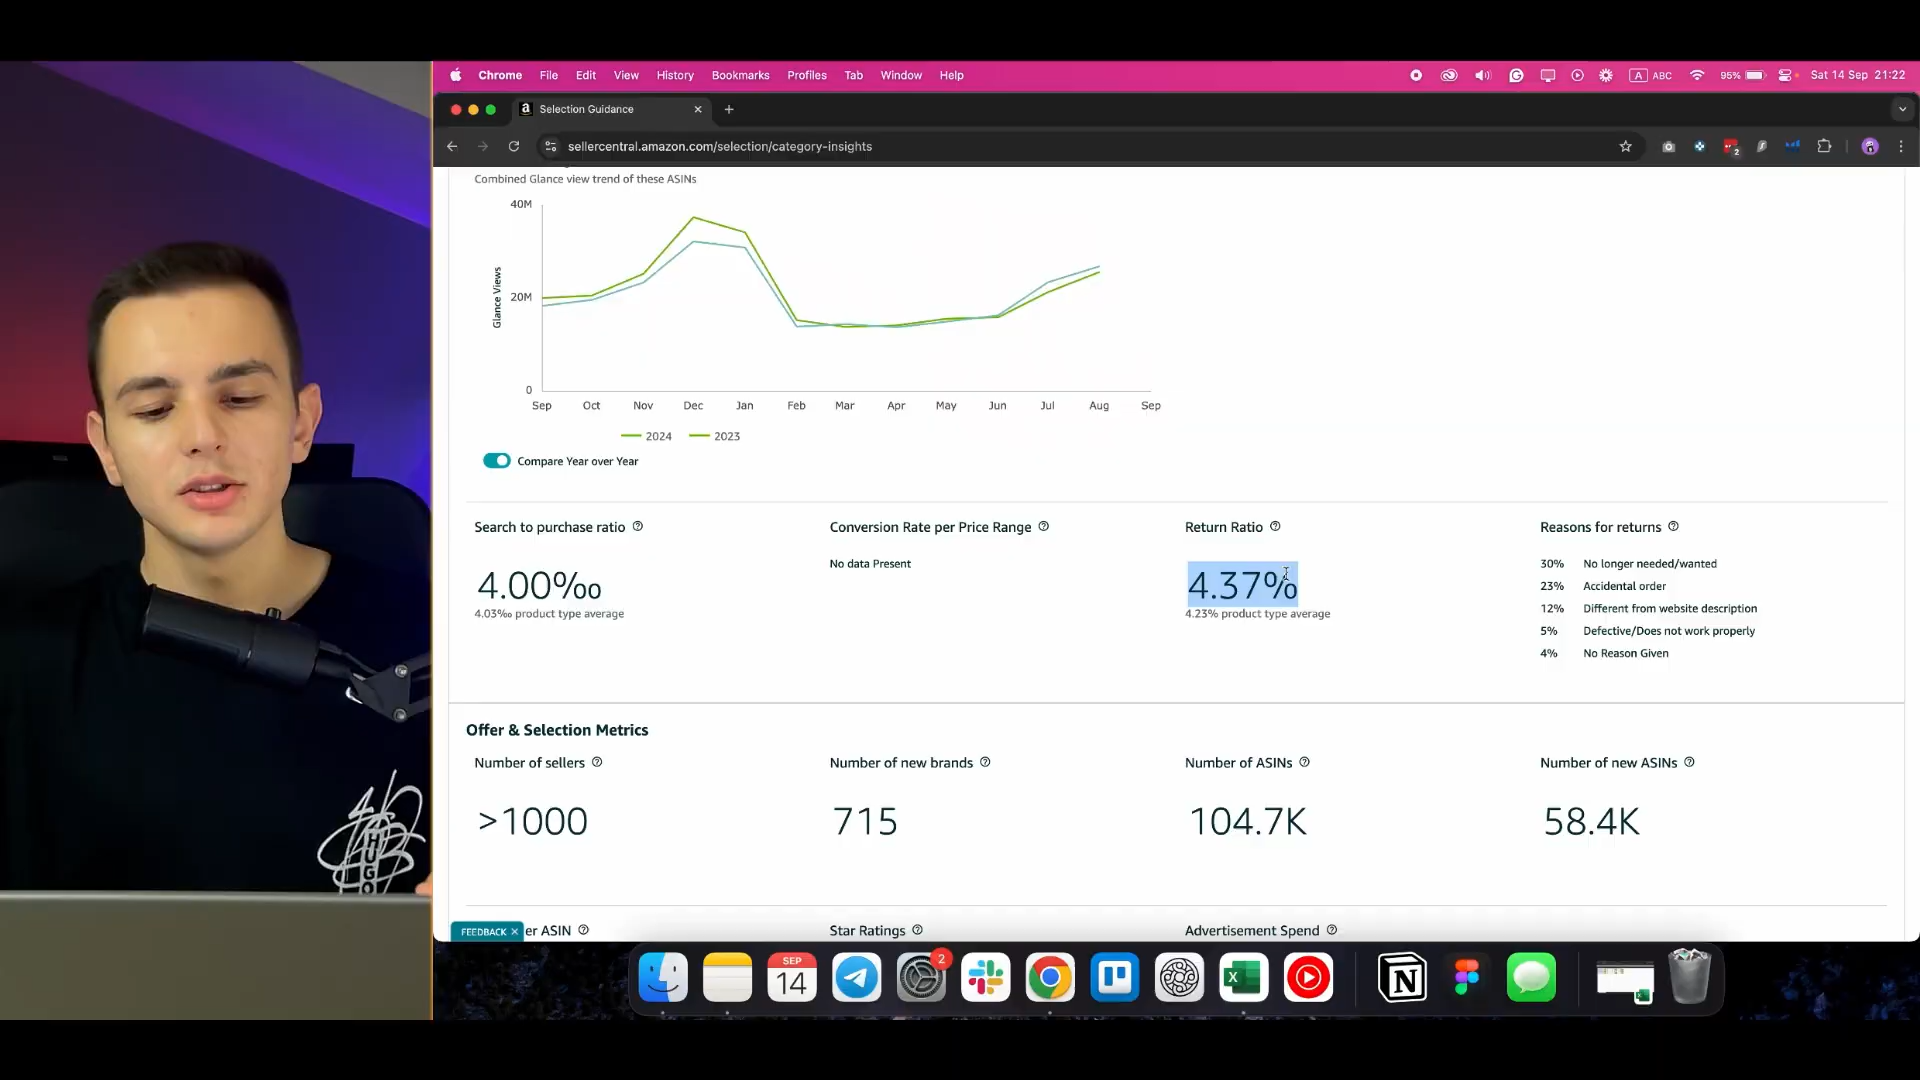 Chrome File Edit View History Bookmarks Profiles Tab Window Help
A ABC 95% Sat 14 Sep 21:22
Selection Guidance
sellercentral.amazon.com/selection/category-insights
2
Combined Glance view trend of these ASINs
40M
20M
0
Glance Views
Sep Oct Nov Dec Jan Feb Mar Apr May Jun Jul Aug Sep
2024 2023
Compare Year over Year
Search to purchase ratio
4.00‰
4.03‰ product type average
Conversion Rate per Price Range
No data Present
Return Ratio
4.37%
4.23% product type average
Reasons for returns
30% No longer needed/wanted
23% Accidental order
12% Different from website description
5% Defective/Does not work properly
4% No Reason Given
Offer & Selection Metrics
Number of sellers
>1000
Number of new brands
715
Number of ASINs
104.7K
Number of new ASINs
58.4K
FEEDBACK
er ASIN
Star Ratings
Advertisement Spend
SEP
14
2
HUGO